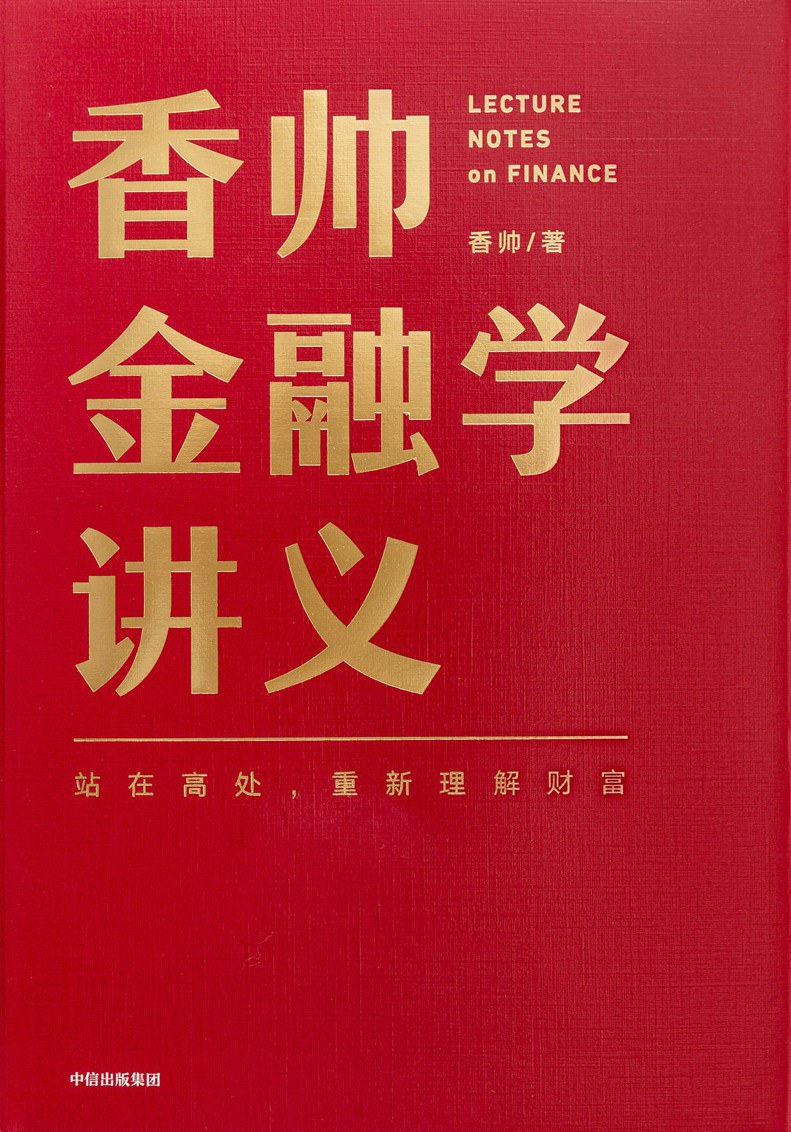 香帅
金融学
讲义
LECTURE
NOTES
on FINANCE
香帅/著
站在高处，重新理解财富
中信出版集团